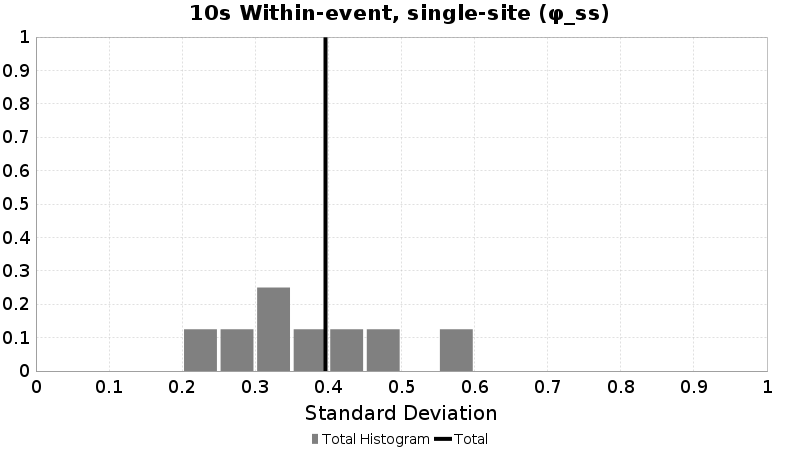 10s Within-event, single-site (φ_ss)
1
0.9
0.8
0.7
0.6
0.5
0.4
0.3
0.2
0.1
0
0 0.1 0.2 0.3 0.4 0.5 0.6 0.7 0.8 0.9 1
Standard Deviation
Total Histogram Total